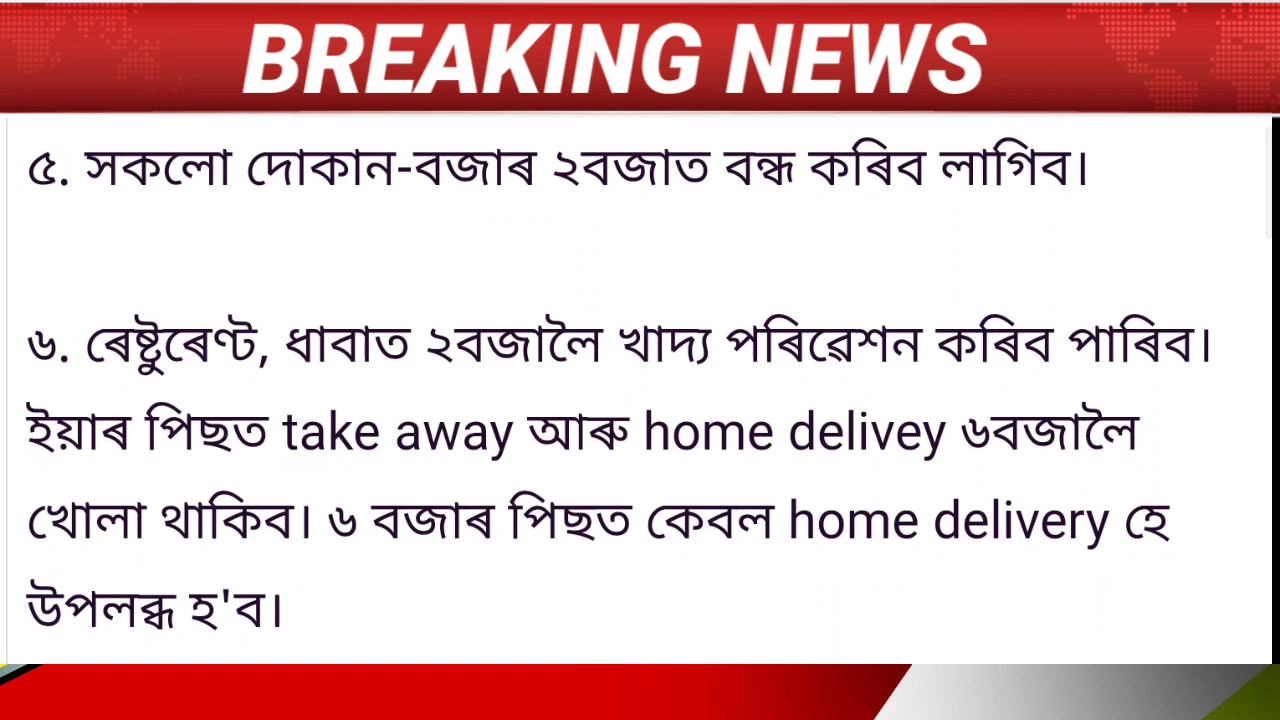 BREAKING NEWS
৫. সকলো দোকান-বজাৰ ২বজাত বন্ধ কৰিব লাগিব।
৬. ৰেষ্টুৰেণ্ট, ধাবাত ২বজালৈ খাদ্য পৰিৱেশন কৰিব পাৰিব।
ইয়াৰ পিছত take away আৰু home delivey ৬বজালৈ
খোলা থাকিব। ৬ বজাৰ পিছত কেবল home delivery হে
উপলব্ধ হ'ব।